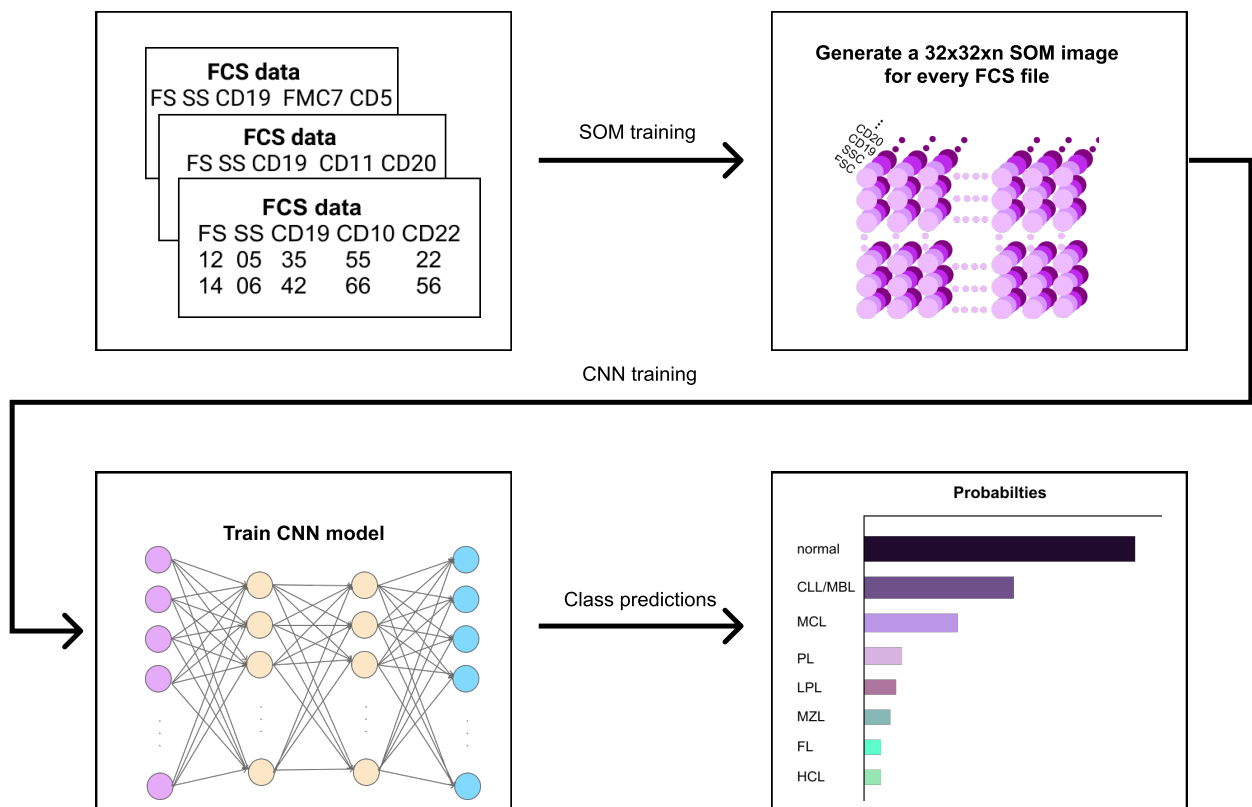 FCS data
FS SS CD19 FMC7 CD5
FCS data
FS SS CD19 CD11 CD20
FCS data
FS SS CD19 CD10 CD22
12 05 35 55 22
14 06 42 66 56
SOM training
Generate a 32x32xn SOM image
for every FCS file
...
CD20
CD19
SSC
FSC
CNN training
Train CNN model
Class predictions
Probabilties
normal
CLL/MBL
MCL
PL
LPL
MZL
FL
HCL